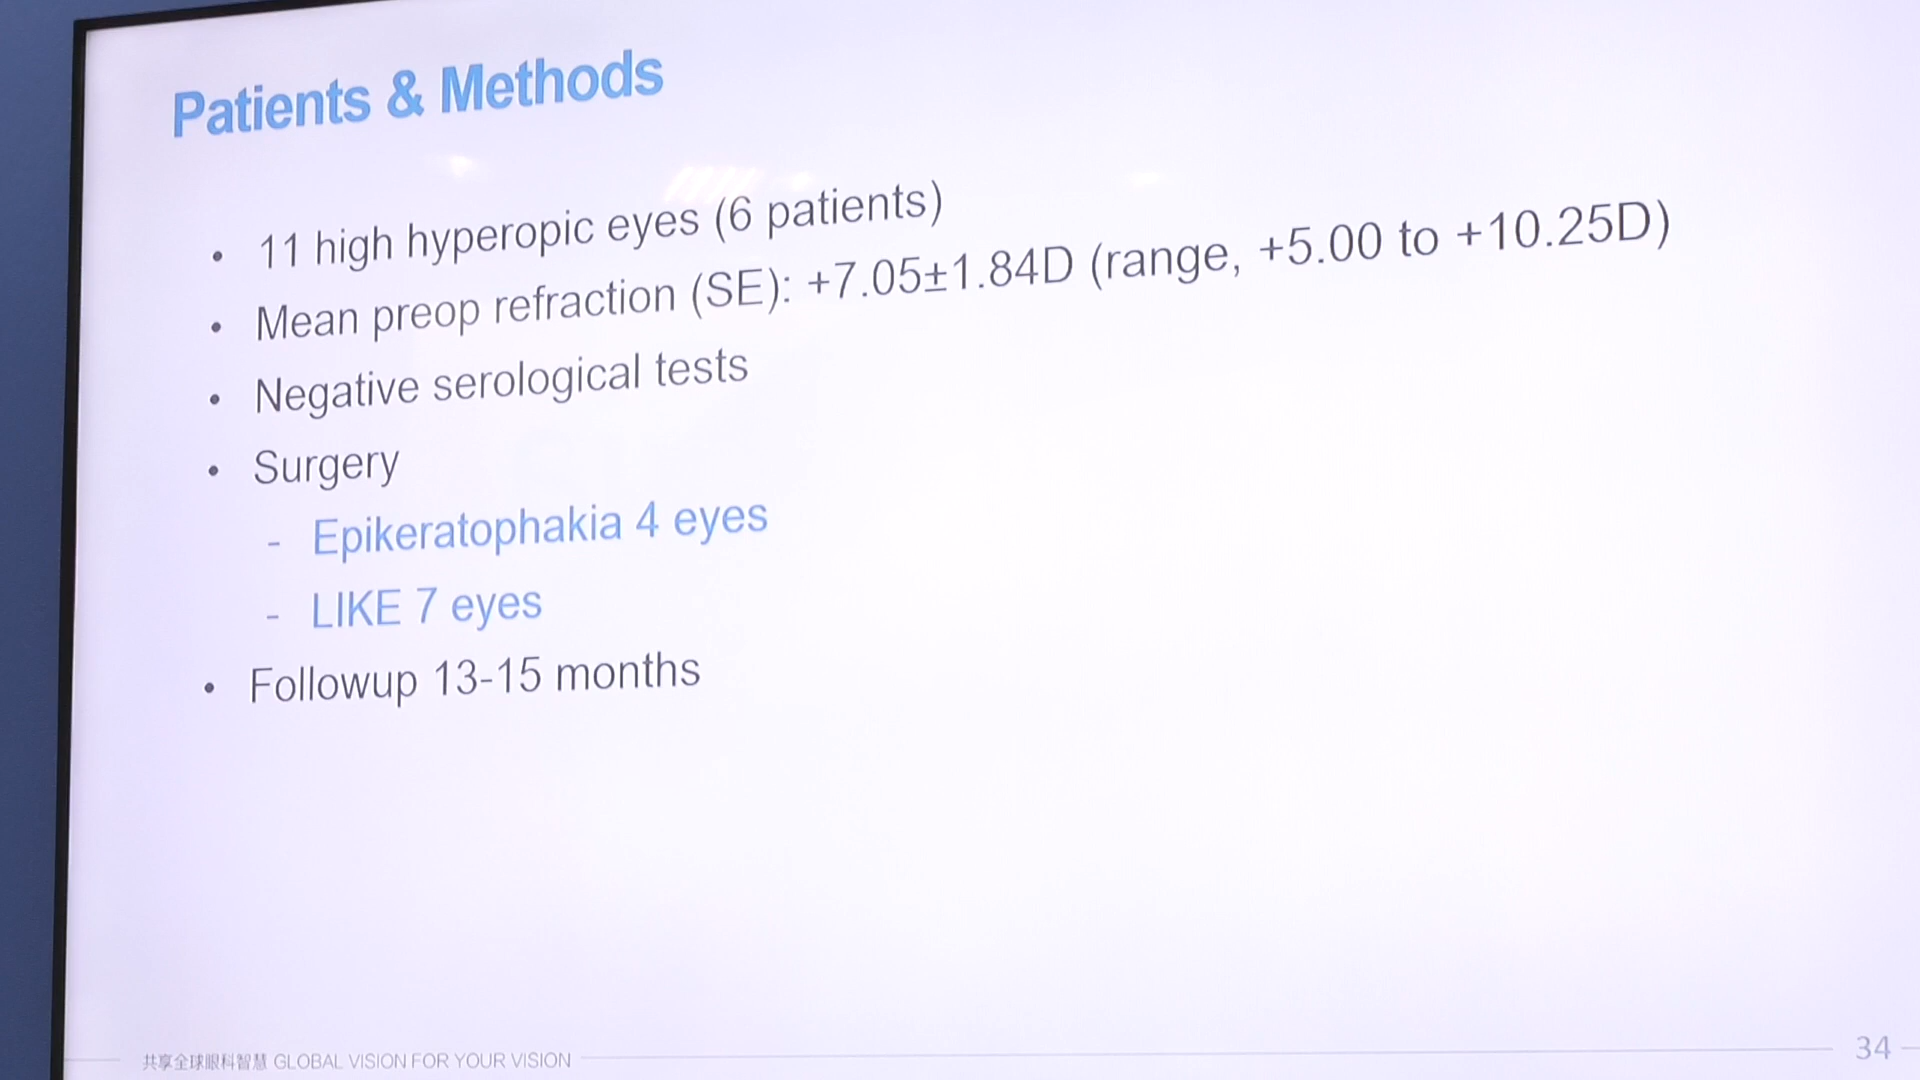 Patients & Methods
• 11 high hyperopic eyes (6 patients)
• Mean preop refraction (SE): +7.05±1.84D (range, +5.00 to +10.25D)
• Negative serological tests
• Surgery
- Epikeratophakia 4 eyes
- LIKE 7 eyes
• Followup 13-15 months
共享全球眼科智慧 GLOBAL VISION FOR YOUR VISION
34